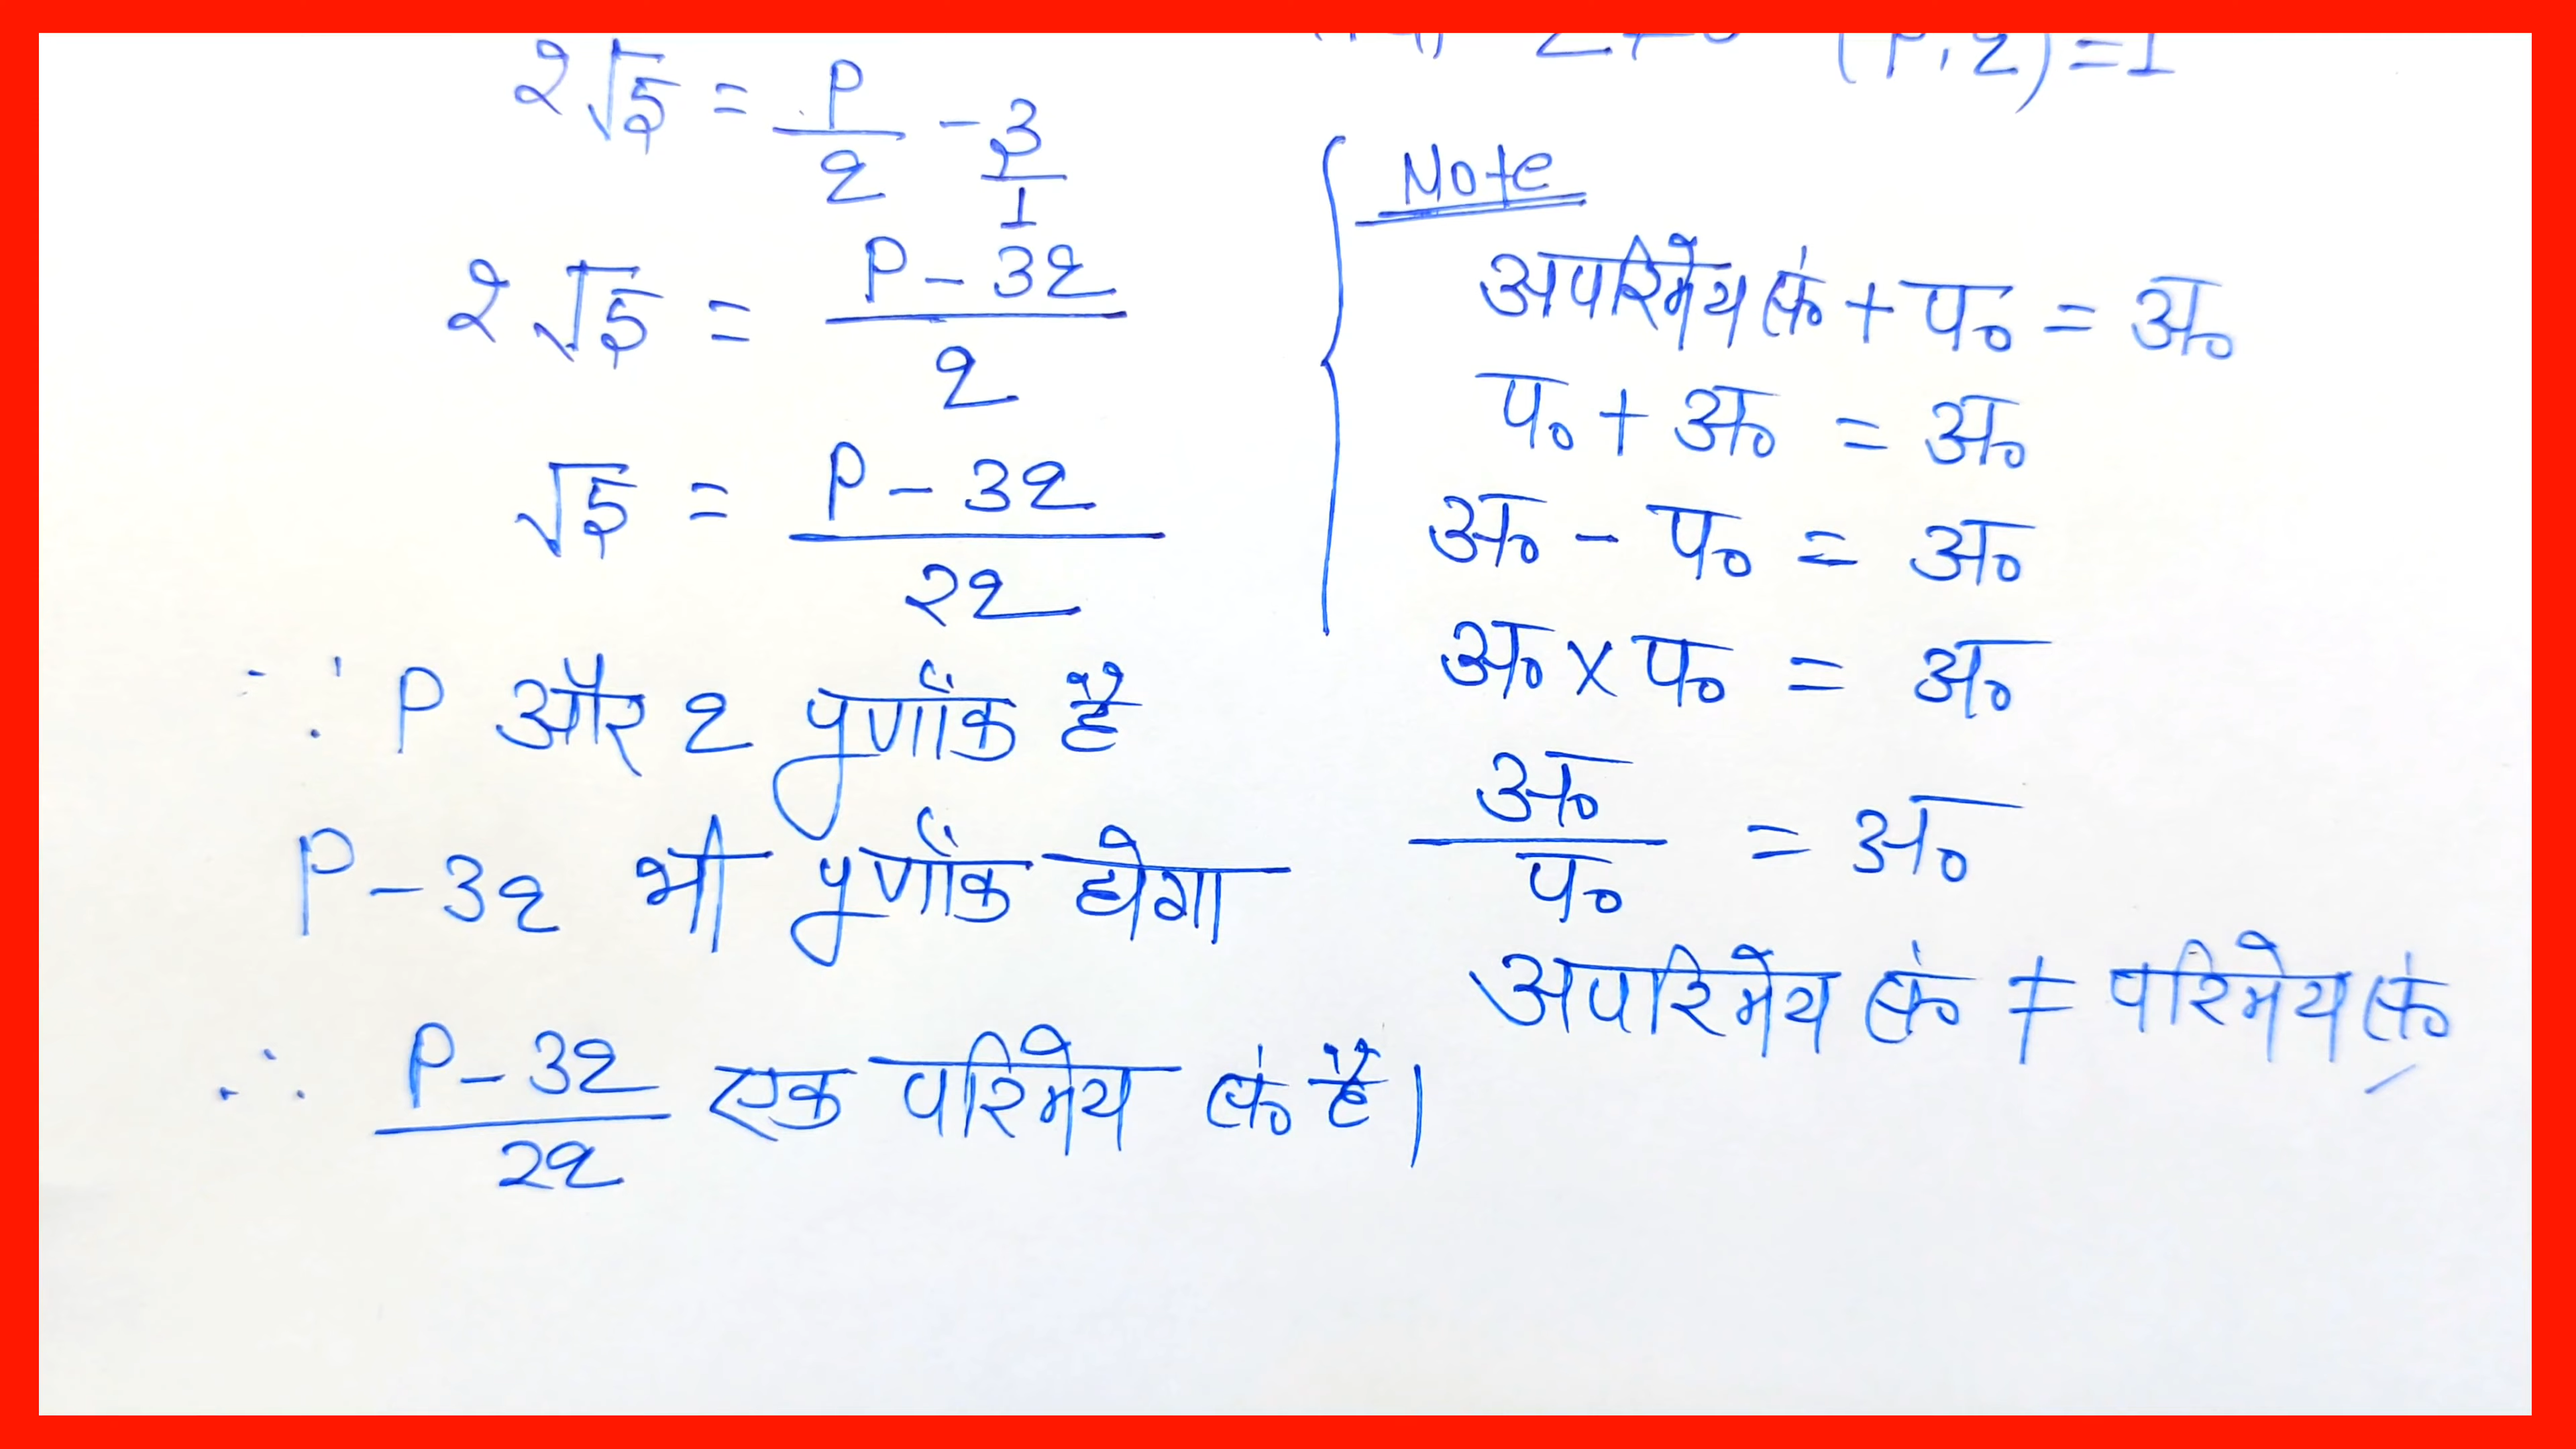 (p, q) = 1
2√5 = P/q - 3/1
2√5 = P - 3q/q
√5 = P - 3q/2q
∵ P और q पूर्णांक है
P - 3q भी पूर्णांक होगा
∴ P - 3q/2q एक परिमेय सं० है।
Note
अपरिमेय सं० + प० = अ०
प० + अ० = अ०
अ० - प० = अ०
अ० × प० = अ०
अ०/प० = अ०
अपरिमेय सं० ≠ परिमेय सं०